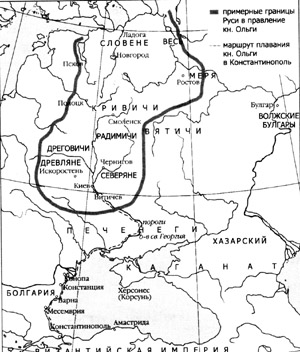 примерные границы
Руси в правление
кн. Ольги
маршрут плавания
кн. Ольги
в Константинополь
Ладога
СЛОВЕНЕ
ВЕСЬ
Новгород
Псков
МЕРЯ
Ростов
Полоцк
КРИВИЧИ
Булгар
Смоленск
ВОЛЖСКИЕ
БУЛГАРЫ
РАДИМИЧИ
ВЯТИЧИ
ДРЕГОВИЧИ
ДРЕВЛЯНЕ
Чернигов
Искоростень
СЕВЕРЯНЕ
Киев
Витичев
пороги
о-в св. Георгия
ПЕЧЕНЕГИ
ХАЗАРСКИЙ
КАГАНАТ
БОЛГАРИЯ
Констанция
Херсонес
(Корсунь)
Варна
Месемврия
Константинополь
Амастрида
ВИЗАНТИЙСКАЯ ИМПЕРИЯ